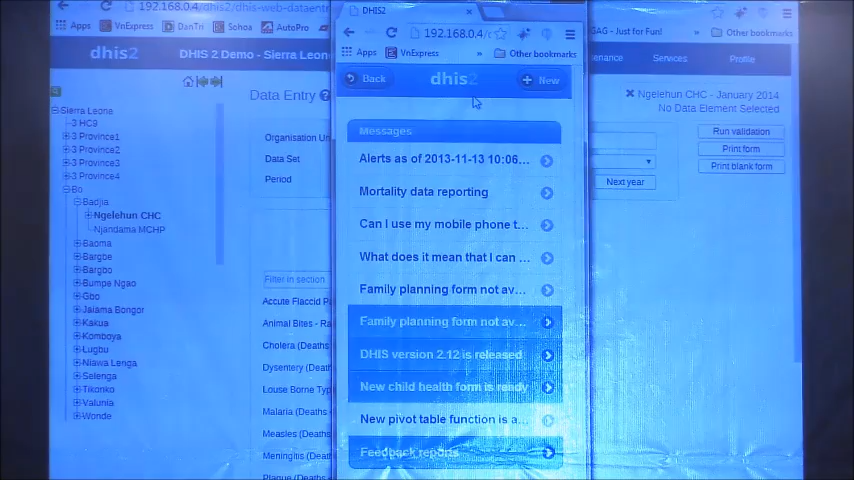 192.168.0.4/dhis2/dhis-web-dataentr
Apps
VnExpress
DanTri
Sohoa
AutoPro
GAG - Just for Fun!
Other bookmarks
dhis2
DHIS 2 Demo - Sierra Leon
Services
Profile
Sierra Leone
3 HC9
3 Province1
3 Province2
3 Province3
3 Province4
Bo
Badjia
Ngelehun CHC
Njandama MCHP
Baoma
Bargbe
Bargbo
Bumpe Ngao
Gbo
Jaiama Bongor
Kakua
Komboya
Lugbu
Niawa Lenga
Selenga
Tikonko
Valunia
Wonde
Data Entry
Organisation Un
Data Set
Period
Filter in section
Accute Flaccid P
Animal Bites - Ra
Cholera (Deaths
Dysentery (Death
Louse Borne Typ
Malaria (Deaths -
Measles (Deaths
Meningitis (Death
Plague (Deaths
DHIS2
192.168.0.4/
Apps
VnExpress
»
Other bookmarks
Back
dhis2
New
Messages
Alerts as of 2013-11-13 10:06...
Mortality data reporting
Can I use my mobile phone t...
What does it mean that I can ...
Family planning form not av...
Family planning form not av...
DHIS version 2.12 is released
New child health form is ready
New pivot table function is a...
Feedback reports
Ngelehun CHC - January 2014
No Data Element Selected
Run validation
Print form
Print blank form
Next year